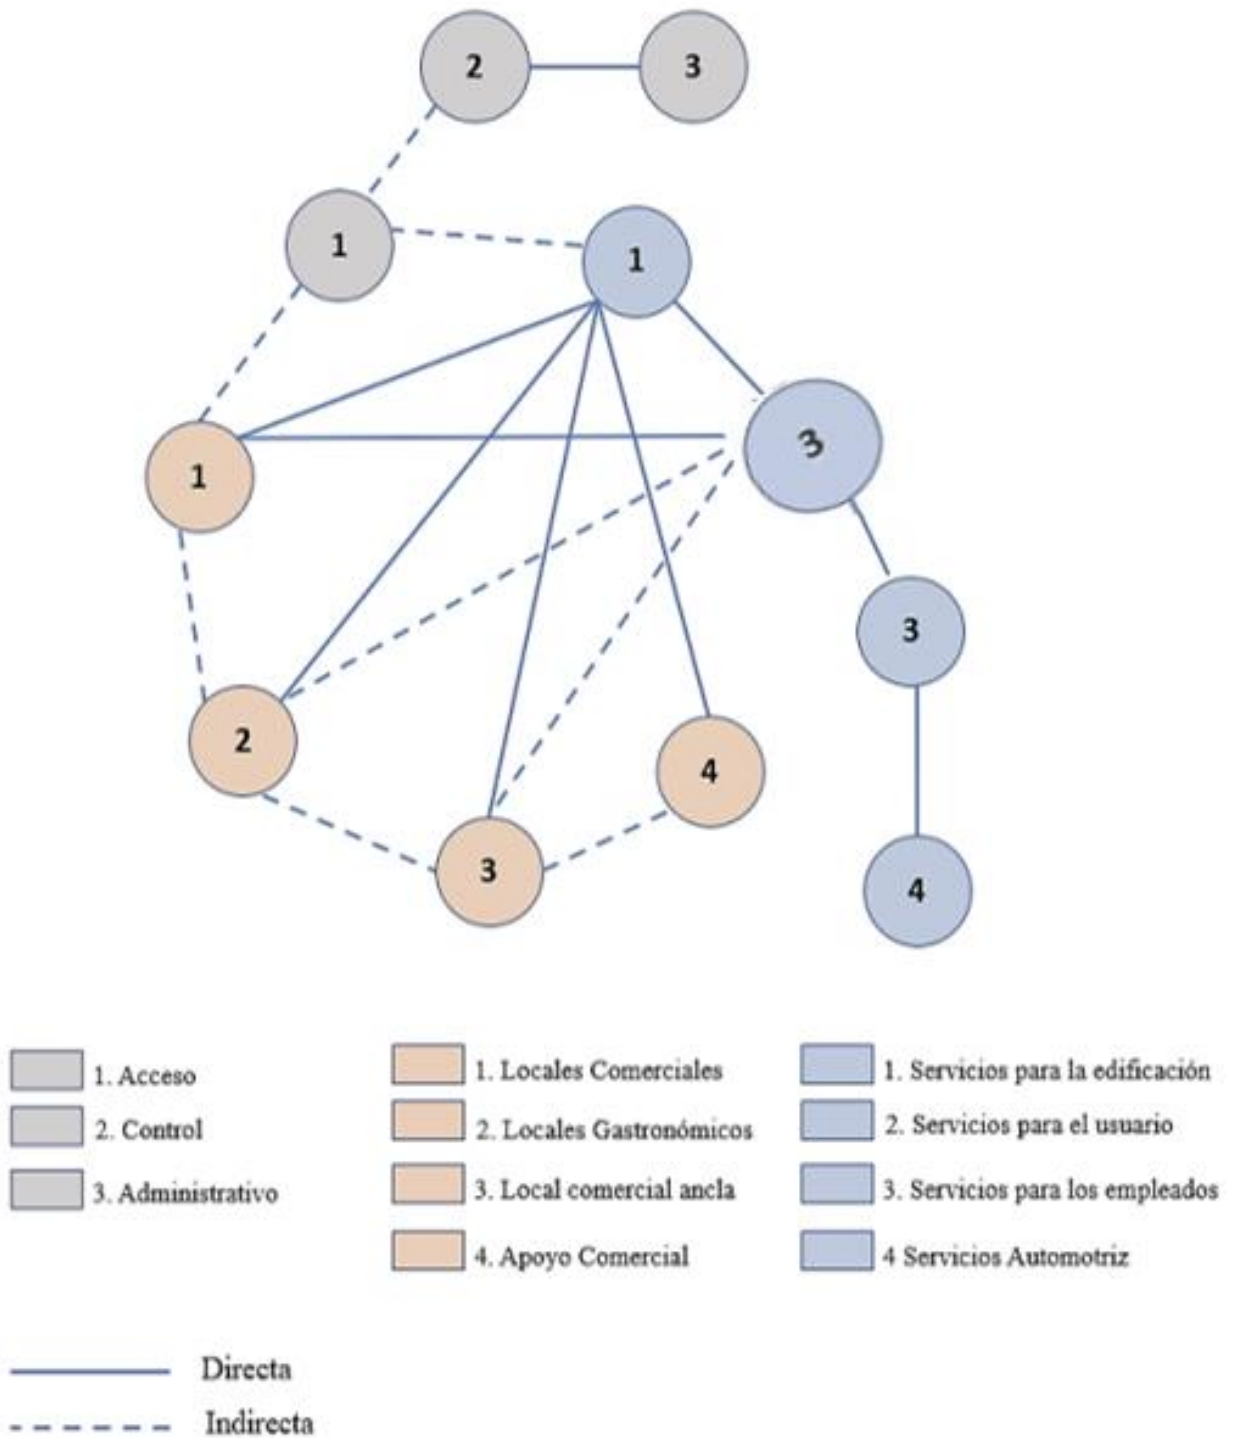 2
3
1
1
1
3
3
2
4
3
4
1. Acceso
2. Control
3. Administrativo
1. Locales Comerciales
2. Locales Gastronómicos
3. Local comercial ancla
4. Apoyo Comercial
1. Servicios para la edificación
2. Servicios para el usuario
3. Servicios para los empleados
4 Servicios Automotriz
Directa
Indirecta